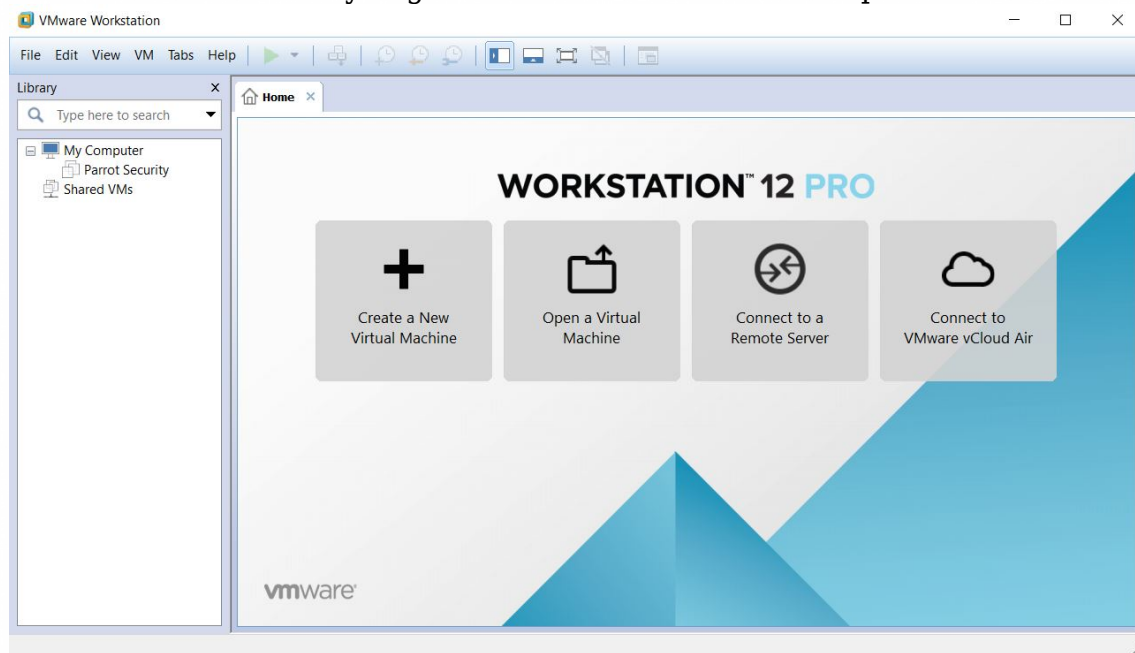 VMware Workstation
File Edit View VM Tabs Help
Library X
Home ×
Type here to search
My Computer
Parrot Security
Shared VMs
WORKSTATION™ 12 PRO
Create a New
Virtual Machine
Open a Virtual
Machine
Connect to a
Remote Server
Connect to
VMware vCloud Air
vmware